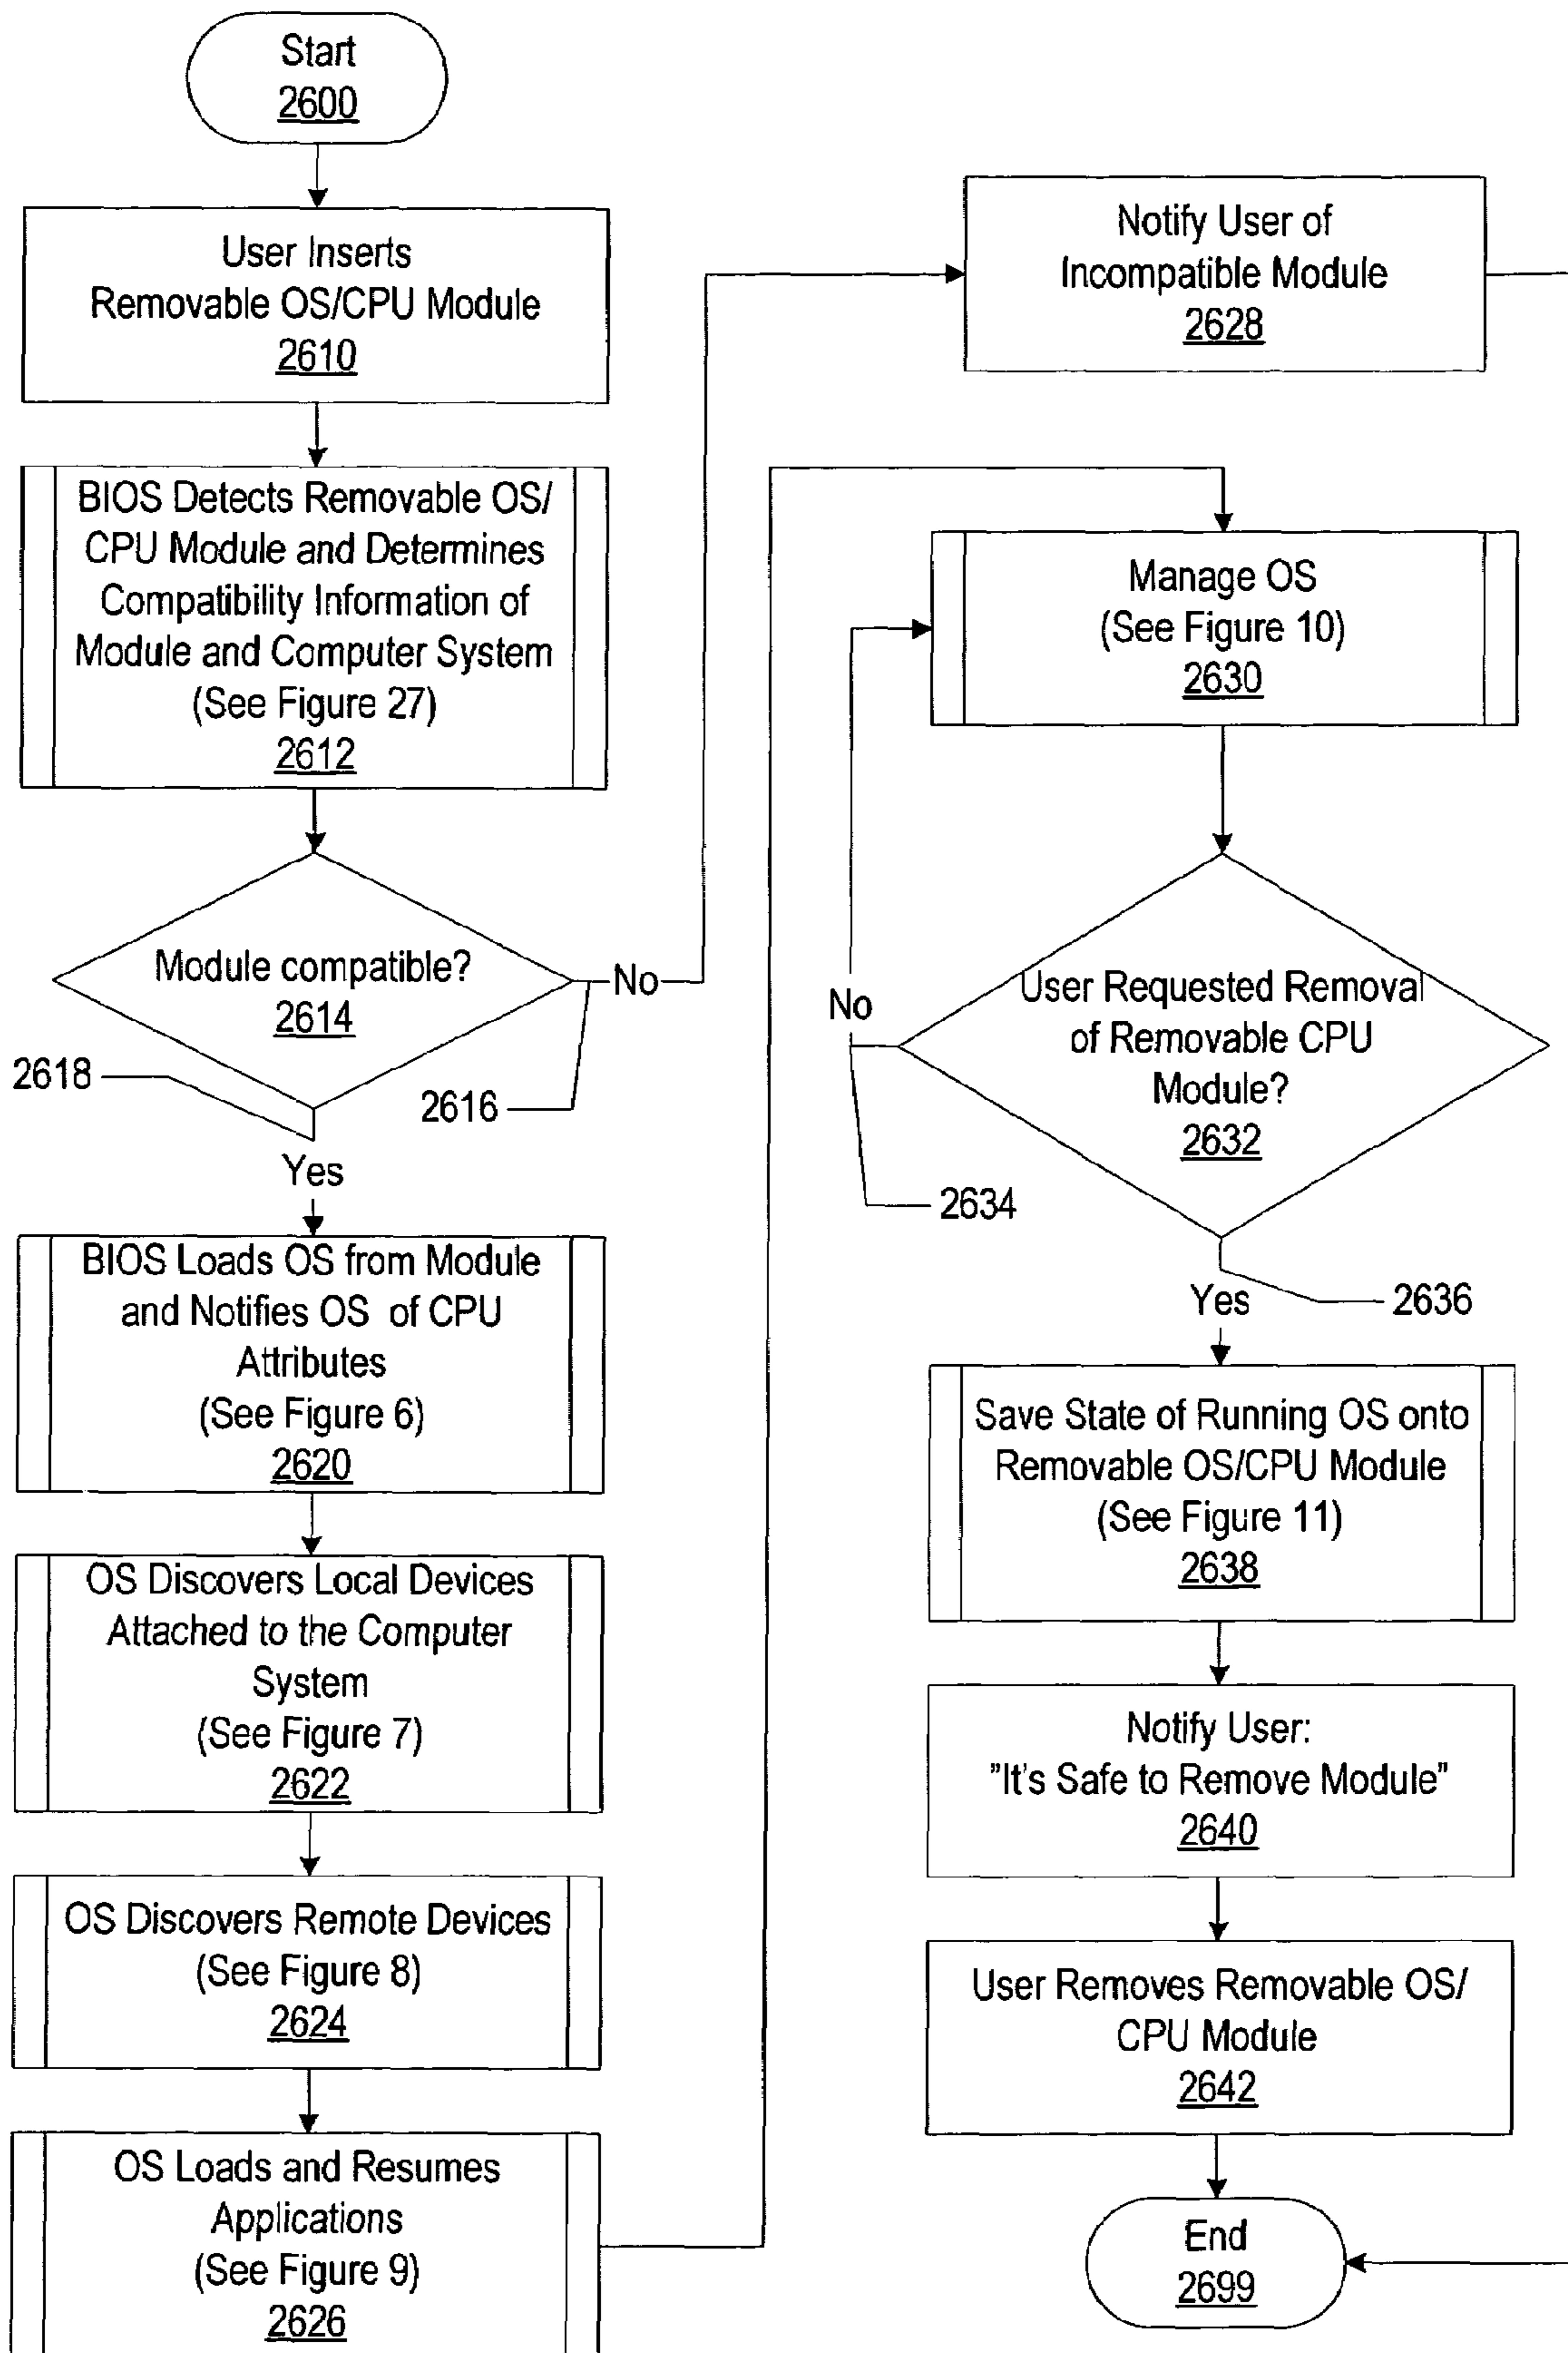 Start
2600
User Inserts
Removable OS/CPU Module
2610
BIOS Detects Removable OS/
CPU Module and Determines
Compatibility Information of
Module and Computer System
(See Figure 27)
2612
Module compatible?
2614
No
2616
2618
Yes
BIOS Loads OS from Module
and Notifies OS of CPU
Attributes
(See Figure 6)
2620
OS Discovers Local Devices
Attached to the Computer
System
(See Figure 7)
2622
OS Discovers Remote Devices
(See Figure 8)
2624
OS Loads and Resumes
Applications
(See Figure 9)
2626
Notify User of
Incompatible Module
2628
Manage OS
(See Figure 10)
2630
User Requested Removal
of Removable CPU
Module?
2632
No
2634
Yes
2636
Save State of Running OS onto
Removable OS/CPU Module
(See Figure 11)
2638
Notify User:
"It's Safe to Remove Module"
2640
User Removes Removable OS/
CPU Module
2642
End
2699